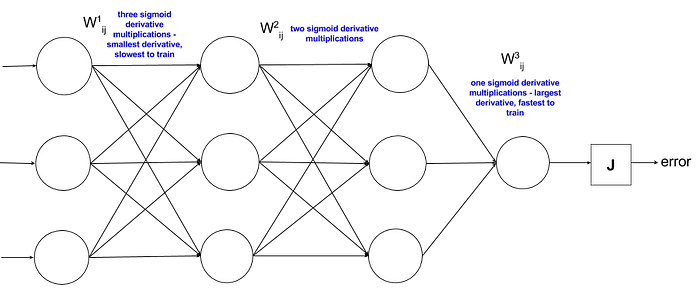 W¹ij
three sigmoid
derivative
multiplications -
smallest derivative,
slowest to train
W²ij
two sigmoid derivative
multiplications
W³ij
one sigmoid derivative
multiplications - largest
derivative, fastest to
train
J
error